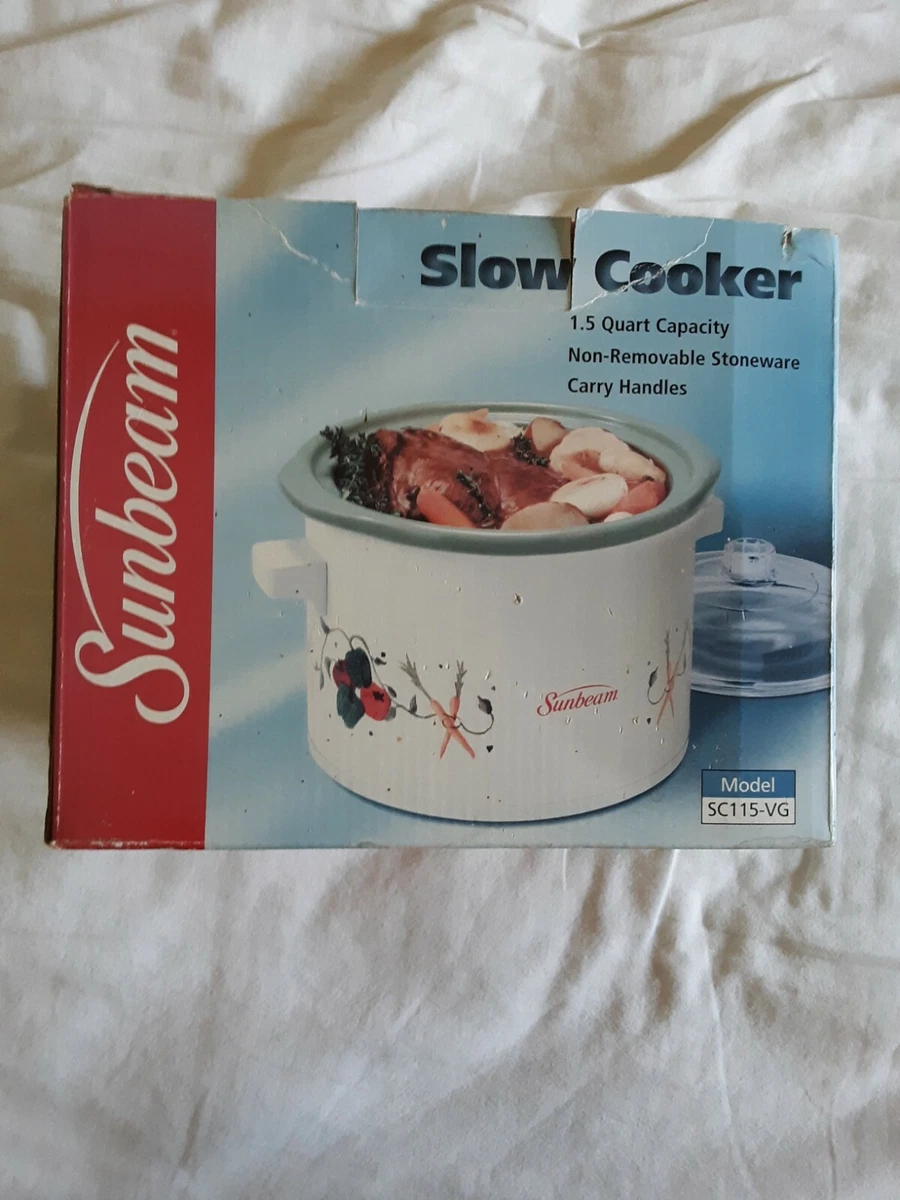 Sunbeam
Slow Cooker
1.5 Quart Capacity
Non-Removable Stoneware
Carry Handles
Sunbeam
Model
SC115-VG